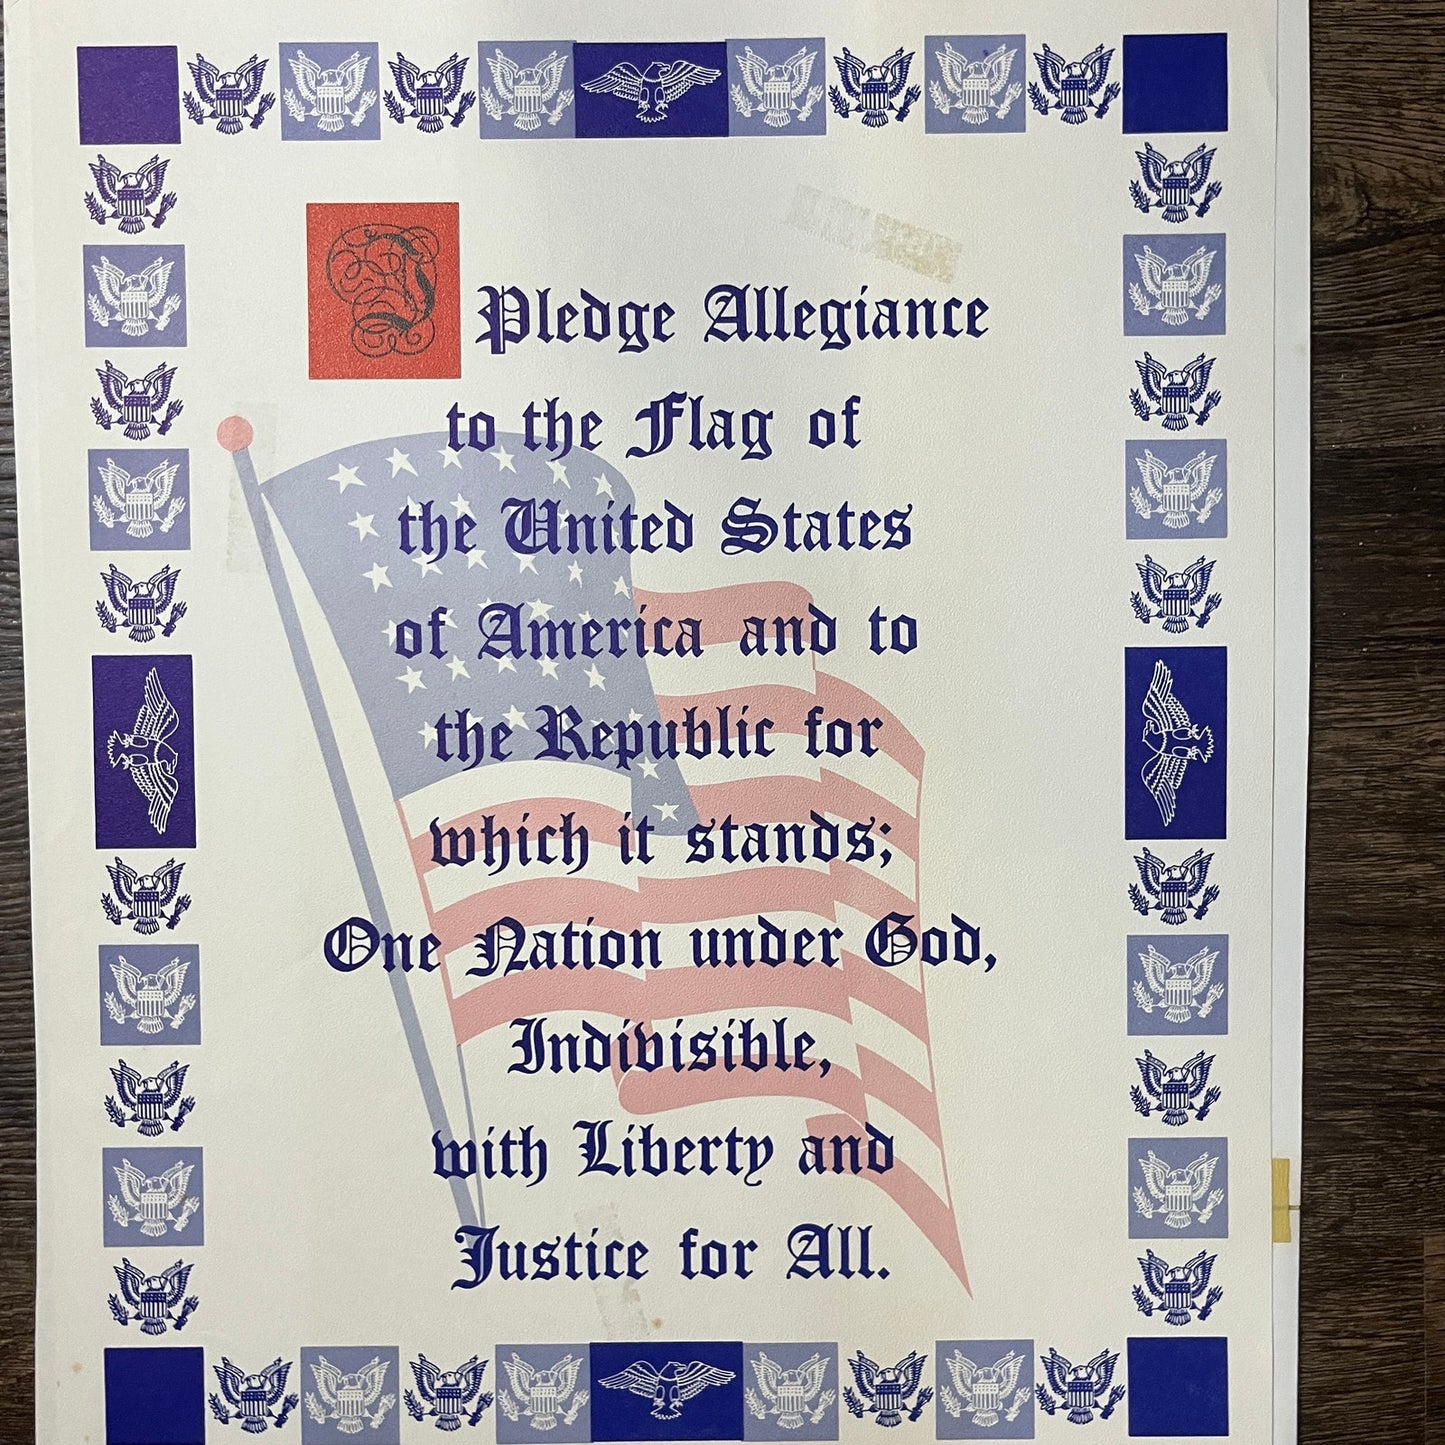 I Pledge Allegiance
to the Flag of
the United States
of America and to
the Republic for
which it stands;
One Nation under God,
Indivisible,
with Liberty and
Justice for All.